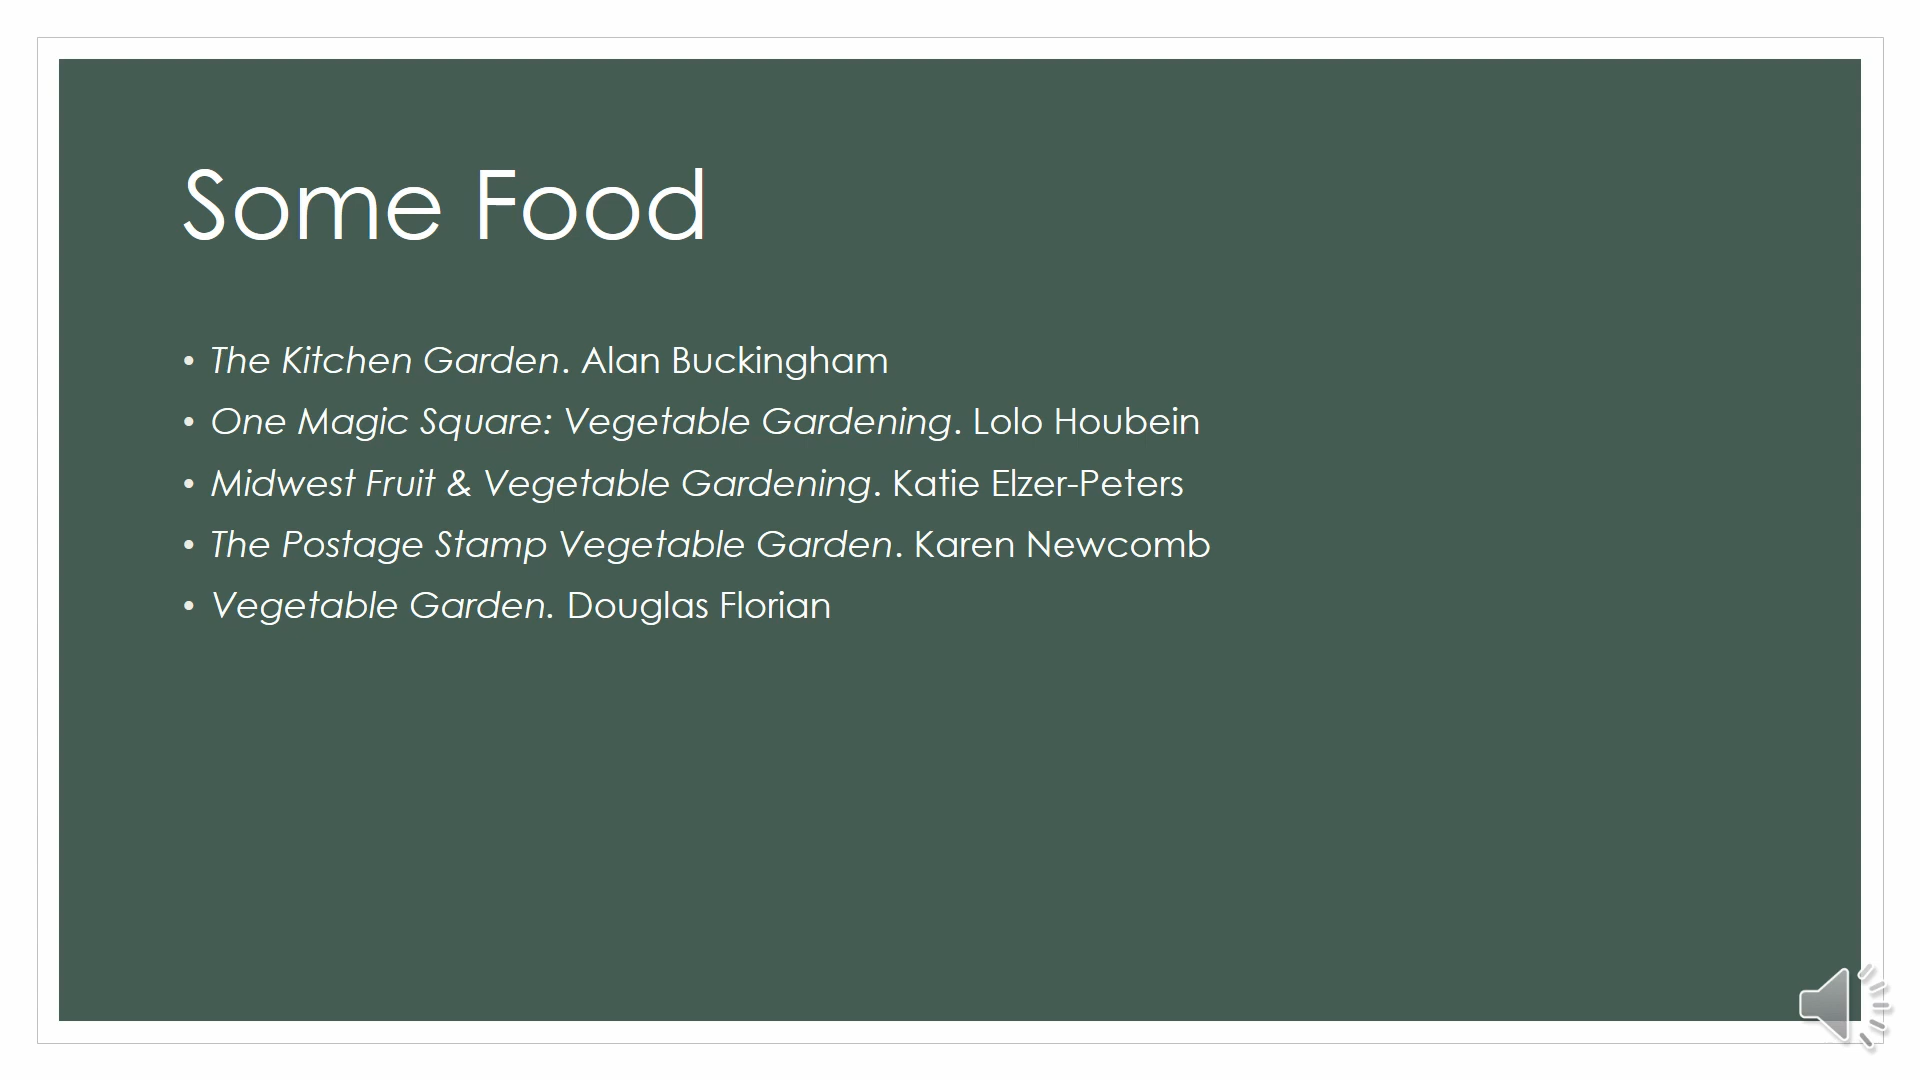 Some Food
• The Kitchen Garden. Alan Buckingham
• One Magic Square: Vegetable Gardening. Lolo Houbein
• Midwest Fruit & Vegetable Gardening. Katie Elzer-Peters
• The Postage Stamp Vegetable Garden. Karen Newcomb
• Vegetable Garden. Douglas Florian